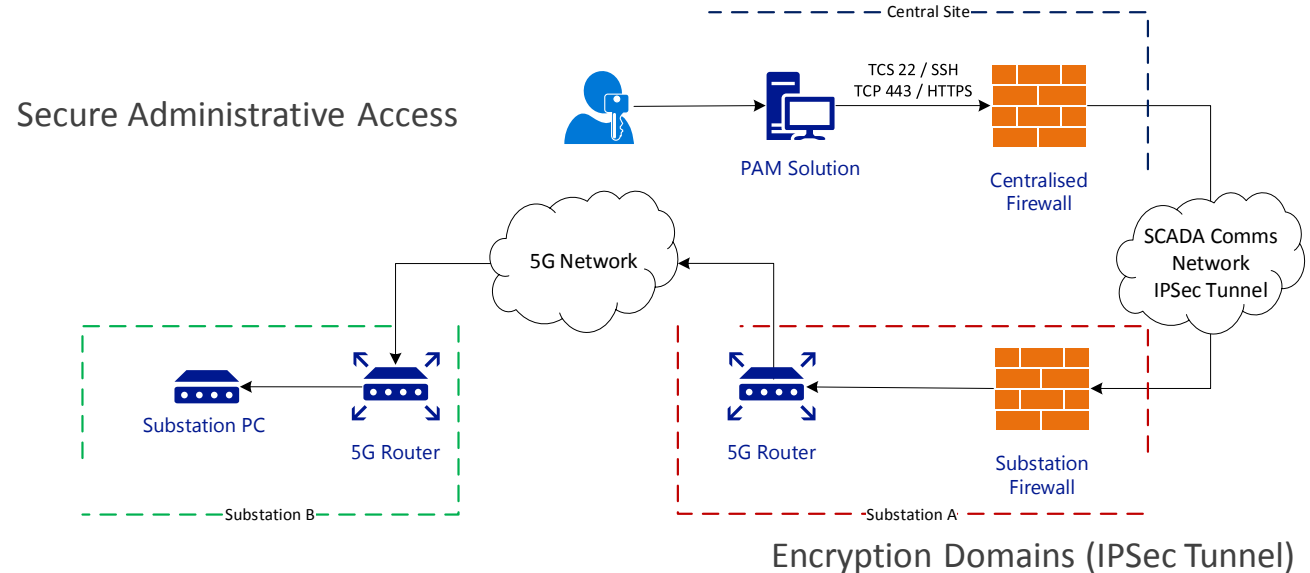 Central Site
TCS 22 / SSH
TCP 443 / HTTPS
Secure Administrative Access
PAM Solution
Centralised
Firewall
SCADA Comms
Network
IPSec Tunnel
5G Network
Substation PC
5G Router
5G Router
Substation
Firewall
Substation B
Substation A
Encryption Domains (IPSec Tunnel)